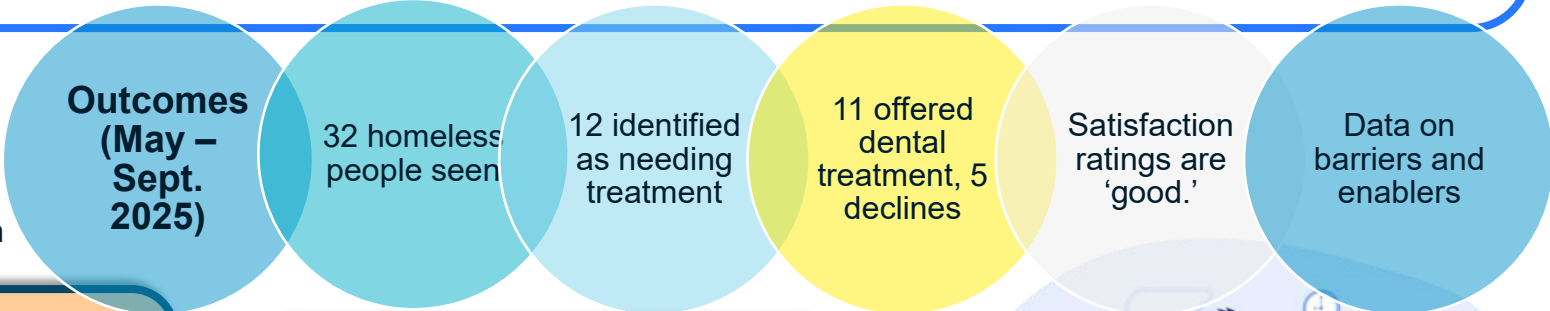 Outcomes
(May –
Sept.
2025)
32 homeless
people seen
12 identified
as needing
treatment
11 offered
dental
treatment, 5
declines
Satisfaction
ratings are
‘good.’
Data on
barriers and
enablers